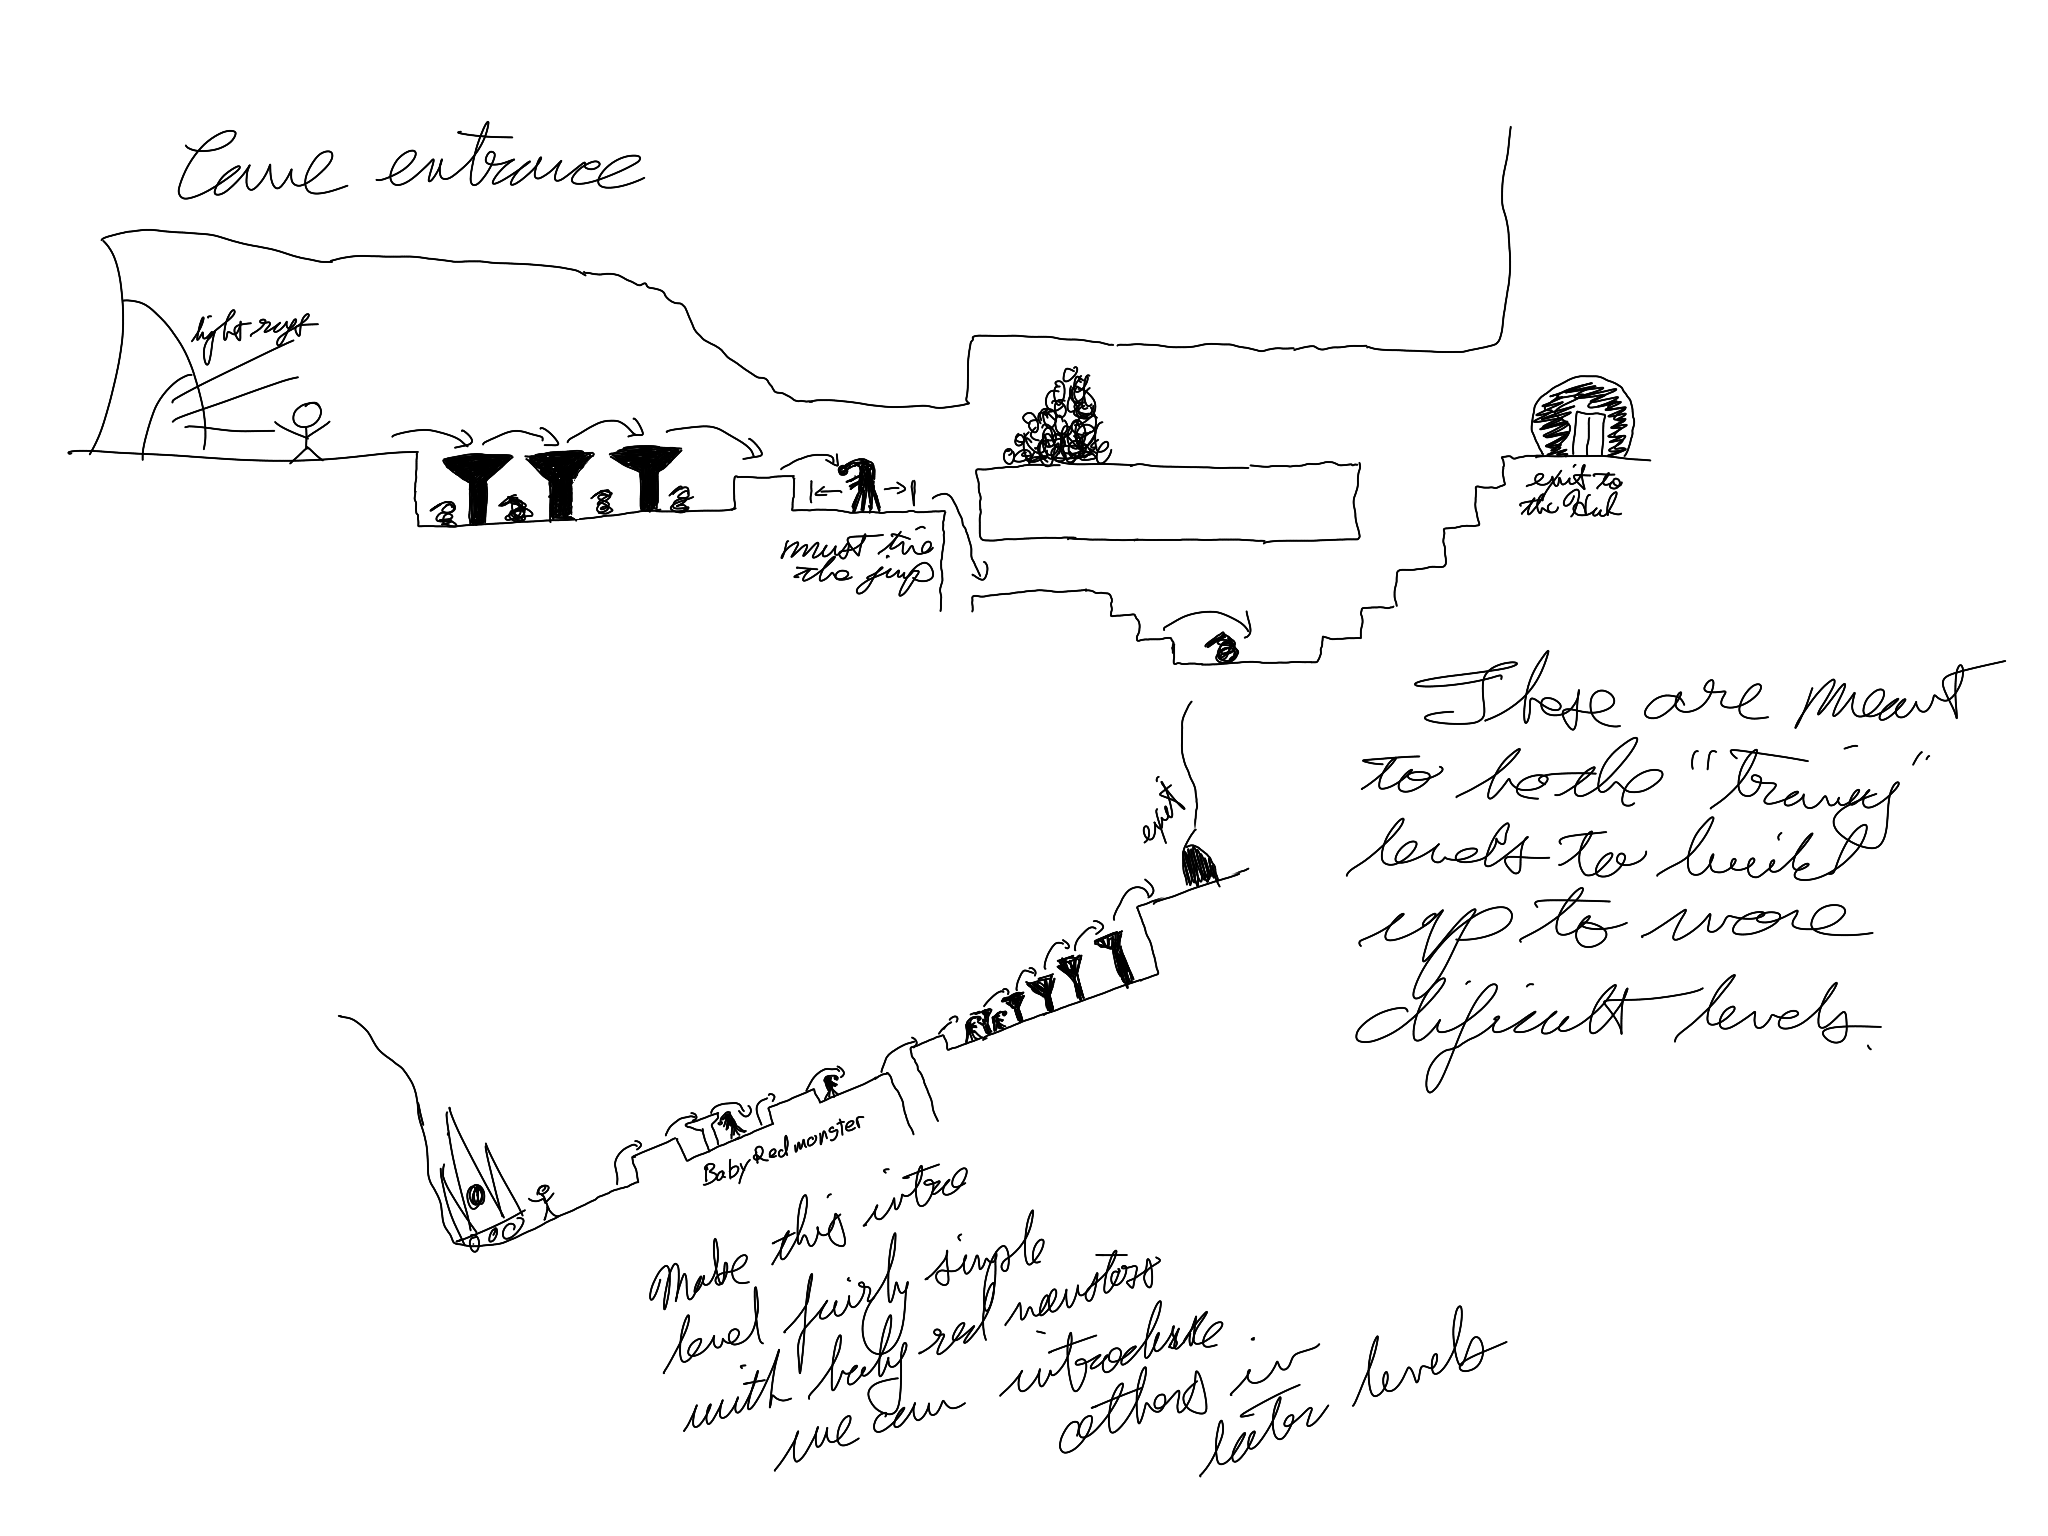 Cave entrance
light rays
must time
the jump
exit to
the Hub
These are meant
to be the "training"
levels to build
up to more
dificult levels.
exit
Baby Red monster
Make this intro
level fairly simple
with baby red monsters
we can introduce
others in
later levels